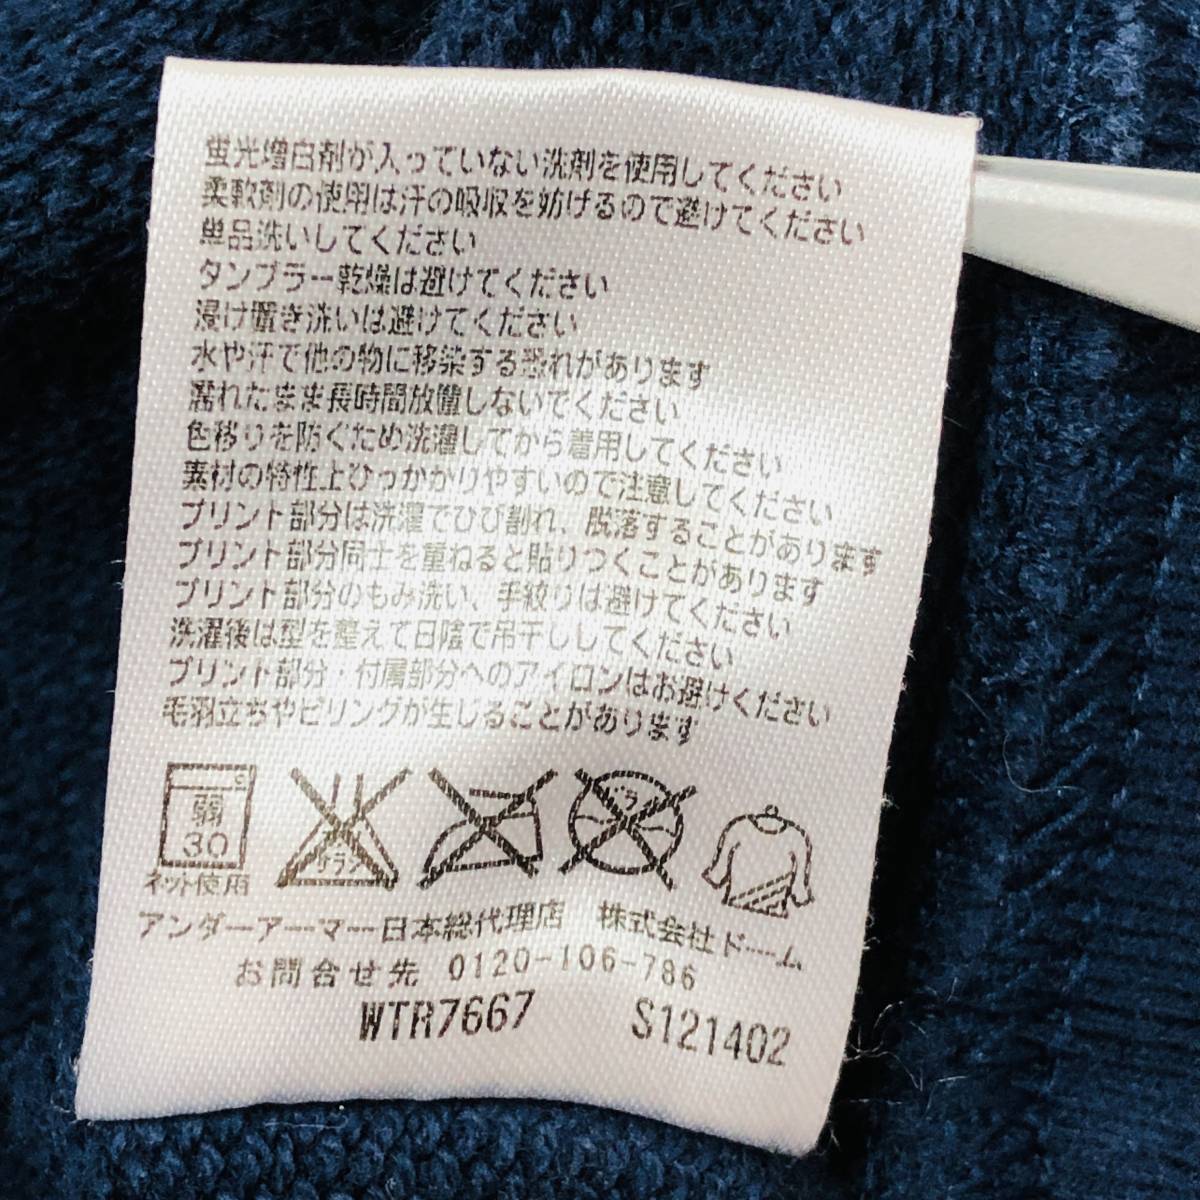 蛍光増白剤が入っていない洗剤を使用してください
柔軟剤の使用は汗の吸収を妨げるので避けてください
単品洗いしてください
タンブラー乾燥は避けてください
浸け置き洗いは避けてください
水や汗で他の物に移染する恐れがあります
濡れたまま長時間放置しないでください
色移りを防ぐため洗濯してから着用してください
素材の特性上ひっかかりやすいので注意してください
プリント部分は洗濯でひび割れ、脱落することがあります
プリント部分同士を重ねると貼りつくことがあります
プリント部分のもみ洗い、手絞りは避けてください
洗濯後は型を整えて日陰で吊干ししてください
プリント部分・付属部分へのアイロンはお避けください
毛羽立ちやピリングが生じることがあります
弱
30
ネット使用
サラシ
ドライ
アンダーアーマー日本総代理店 株式会社ドーム
お問合せ先 0120-106-786
WTR7667 S121402